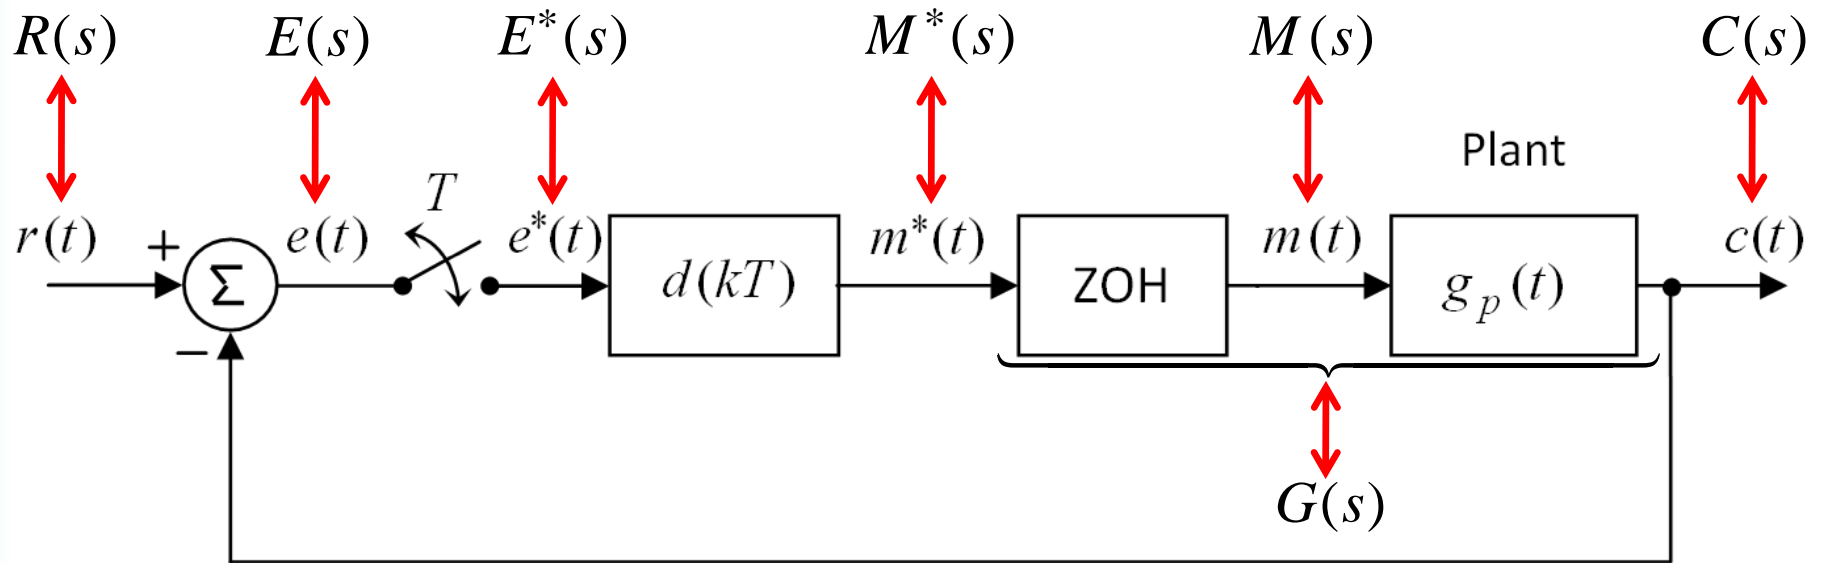 R(s) E(s) E*(s) M*(s) M(s) C(s)
Plant
r(t) + e(t) T e*(t) m*(t) m(t) c(t)
Σ d(kT) ZOH g_p(t)
−
G(s)